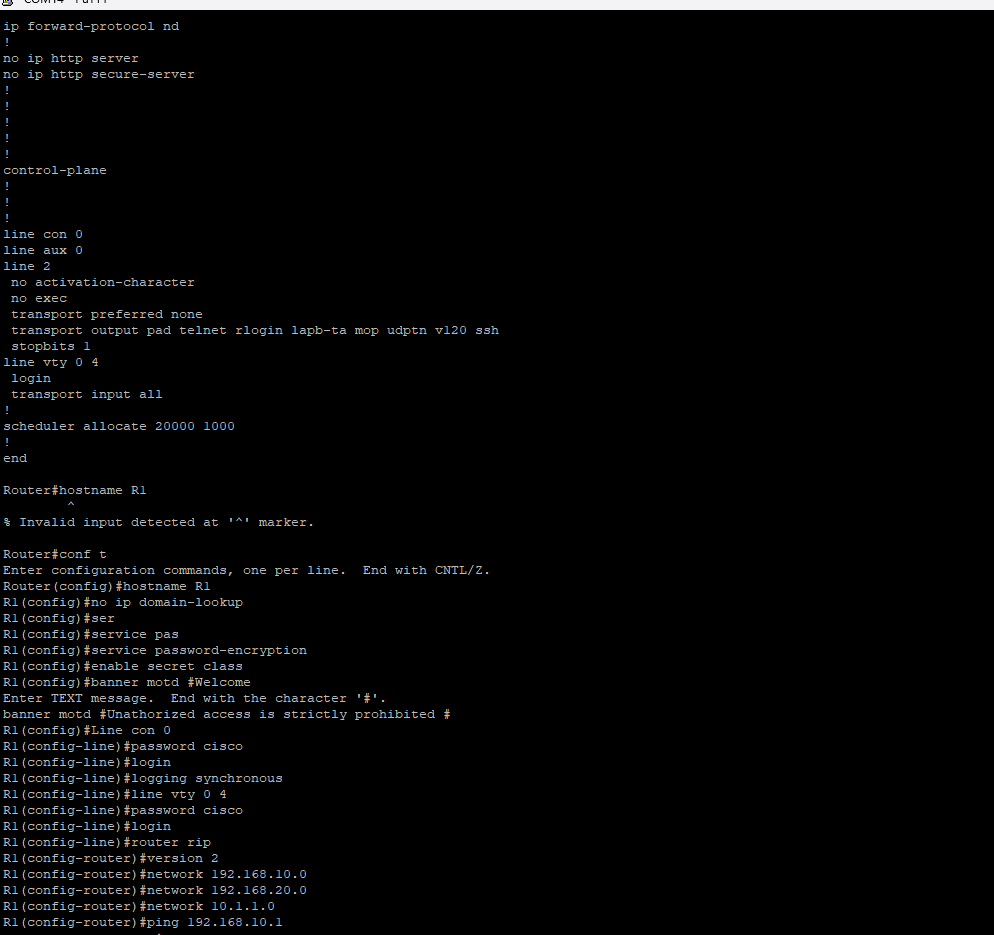 COM14 - PuTTY
ip forward-protocol nd
!
no ip http server
no ip http secure-server
!
!
!
!
!
control-plane
!
!
!
line con 0
line aux 0
line 2
 no activation-character
 no exec
 transport preferred none
 transport output pad telnet rlogin lapb-ta mop udptn v120 ssh
 stopbits 1
line vty 0 4
 login
 transport input all
!
scheduler allocate 20000 1000
!
end
Router#hostname R1
^
% Invalid input detected at '^' marker.
Router#conf t
Enter configuration commands, one per line.  End with CNTL/Z.
Router(config)#hostname R1
R1(config)#no ip domain-lookup
R1(config)#ser
R1(config)#service pas
R1(config)#service password-encryption
R1(config)#enable secret class
R1(config)#banner motd #Welcome
Enter TEXT message.  End with the character '#'.
banner motd #Unathorized access is strictly prohibited #
R1(config)#Line con 0
R1(config-line)#password cisco
R1(config-line)#login
R1(config-line)#logging synchronous
R1(config-line)#line vty 0 4
R1(config-line)#password cisco
R1(config-line)#login
R1(config-line)#router rip
R1(config-router)#version 2
R1(config-router)#network 192.168.10.0
R1(config-router)#network 192.168.20.0
R1(config-router)#network 10.1.1.0
R1(config-router)#ping 192.168.10.1